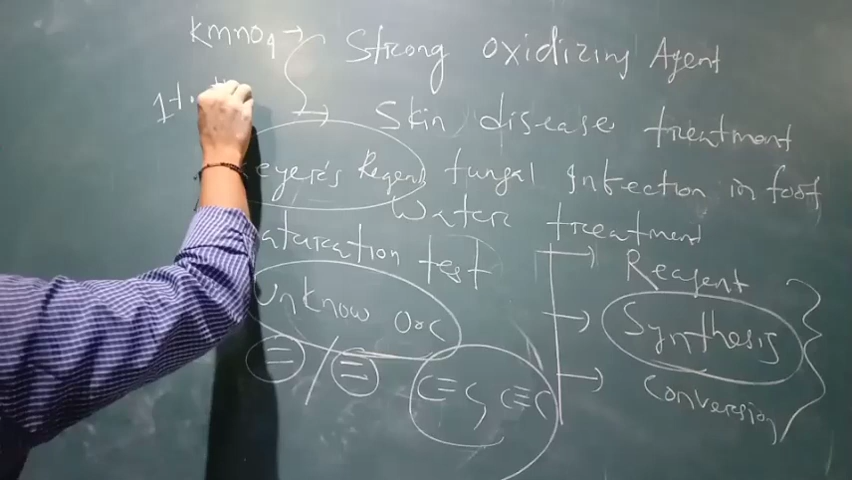 kmno4 → Strong oxidizing Agent
→ Skin disease treatment
eyer's Regent fungal Infection in foot
Water treatment
aturation test
Reagent
unknow orc
Synthesis
= / ≡
C≡C C≡C
conversion